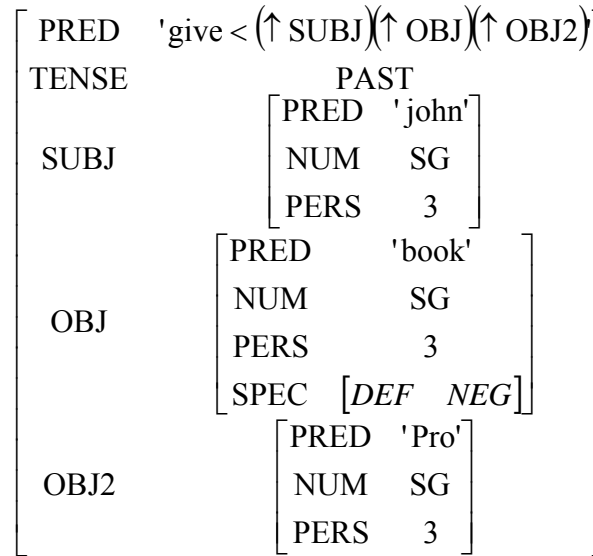 PRED 'give < (↑ SUBJ)(↑ OBJ)(↑ OBJ2)'
TENSE PAST
PRED 'john'
SUBJ NUM SG
PERS 3
PRED 'book'
NUM SG
OBJ
PERS 3
SPEC [DEF NEG]
PRED 'Pro'
OBJ2 NUM SG
PERS 3